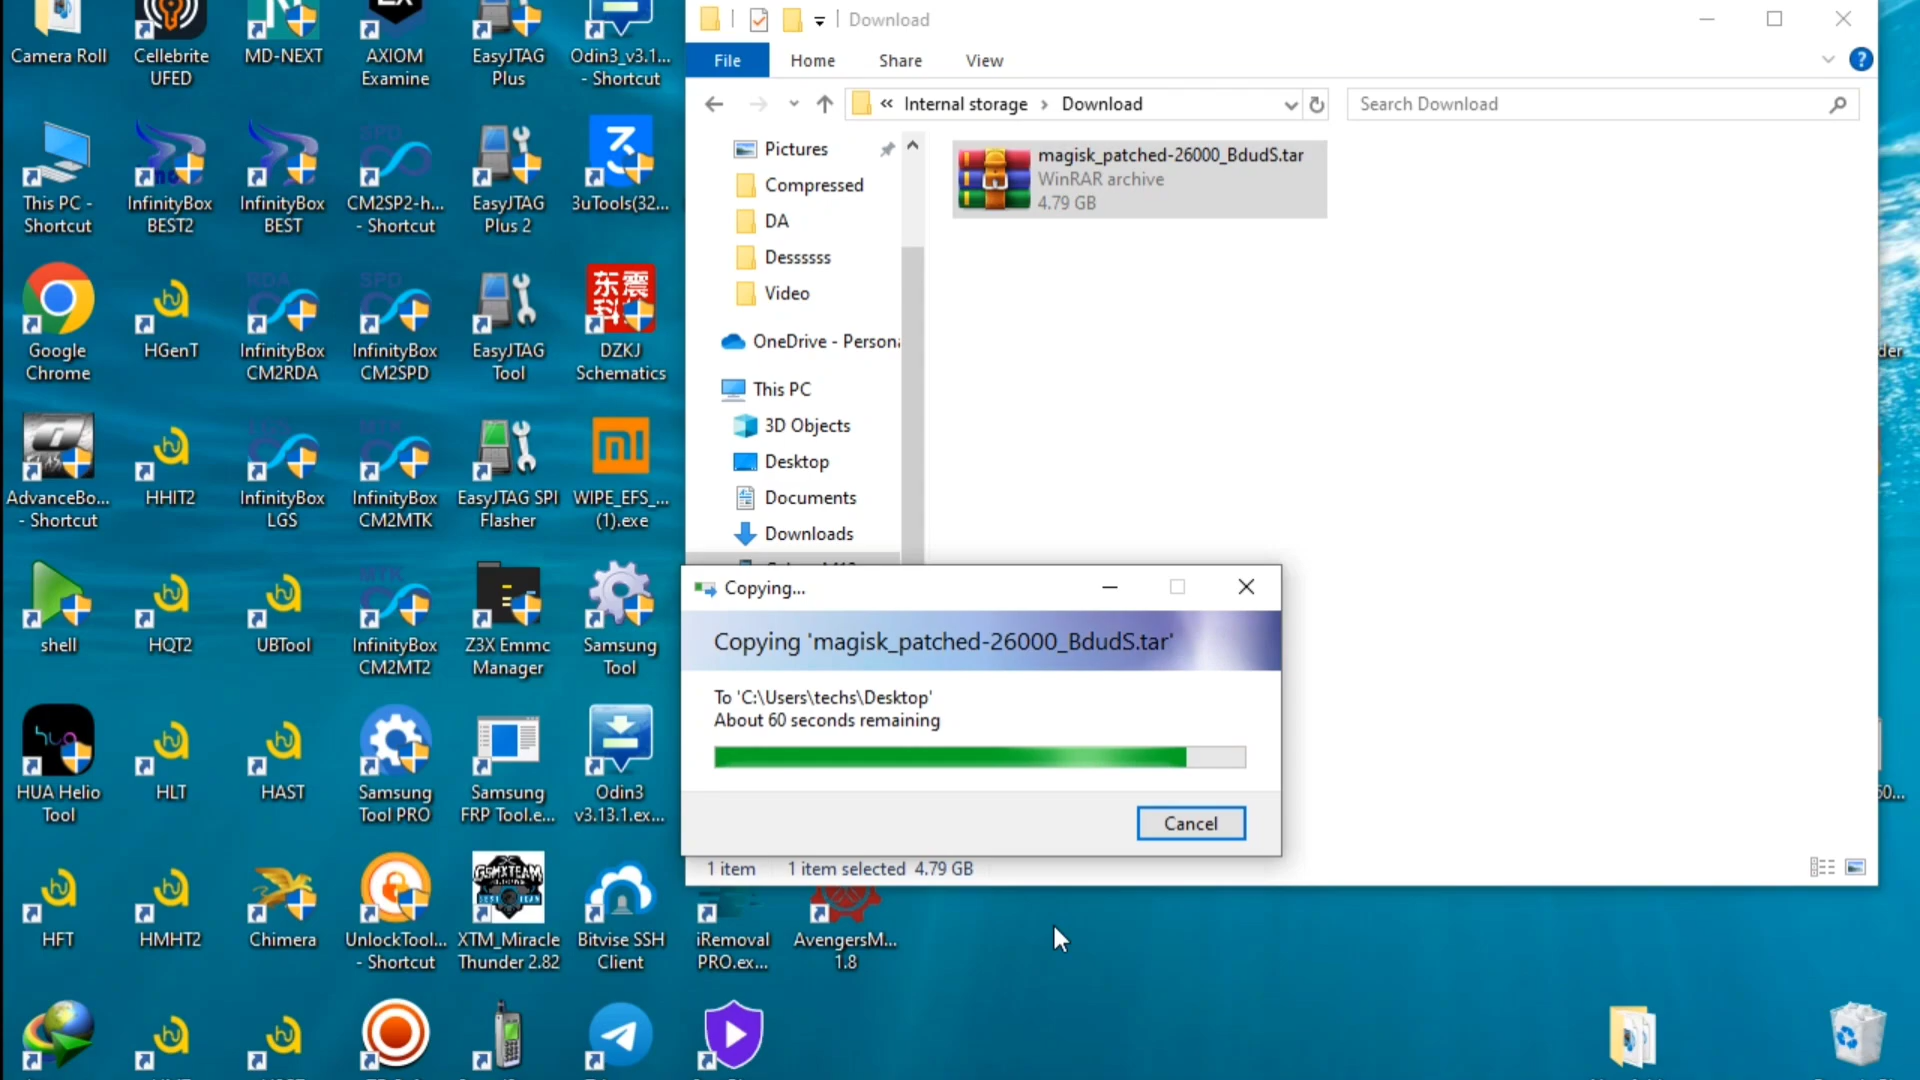 Camera Roll
Cellebrite
UFED
MD-NEXT
AXIOM
Examine
EasyJTAG
Plus
Odin3_v3.1...
- Shortcut
This PC -
Shortcut
InfinityBox
BEST2
InfinityBox
BEST
CM2SP2-h...
- Shortcut
EasyJTAG
Plus 2
3uTools(32...
Google
Chrome
HGenT
InfinityBox
CM2RDA
InfinityBox
CM2SPD
EasyJTAG
Tool
东震
DZKJ
Schematics
AdvanceBo...
- Shortcut
HHIT2
InfinityBox
LGS
InfinityBox
CM2MTK
EasyJTAG SPI
Flasher
WIPE_EFS_...
(1).exe
shell
HQT2
UBTool
InfinityBox
CM2MT2
Z3X Emmc
Manager
Samsung
Tool
HUA Helio
Tool
HLT
HAST
Samsung
Tool PRO
Samsung
FRP Tool.e...
Odin3
v3.13.1.ex...
HFT
HMHT2
Chimera
UnlockTool...
- Shortcut
GSMXTEAM
XTM_Miracle
Thunder 2.82
Bitvise SSH
Client
iRemoval
PRO.ex...
AvengersM...
1.8
Download
File
Home
Share
View
« Internal storage › Download
Search Download
Pictures
Compressed
DA
Dessssss
Video
OneDrive - Person
This PC
3D Objects
Desktop
Documents
Downloads
magisk_patched-26000_BdudS.tar
WinRAR archive
4.79 GB
Copying...
Copying 'magisk_patched-26000_BdudS.tar'
To 'C:\Users\techs\Desktop'
About 60 seconds remaining
Cancel
1 item
1 item selected 4.79 GB